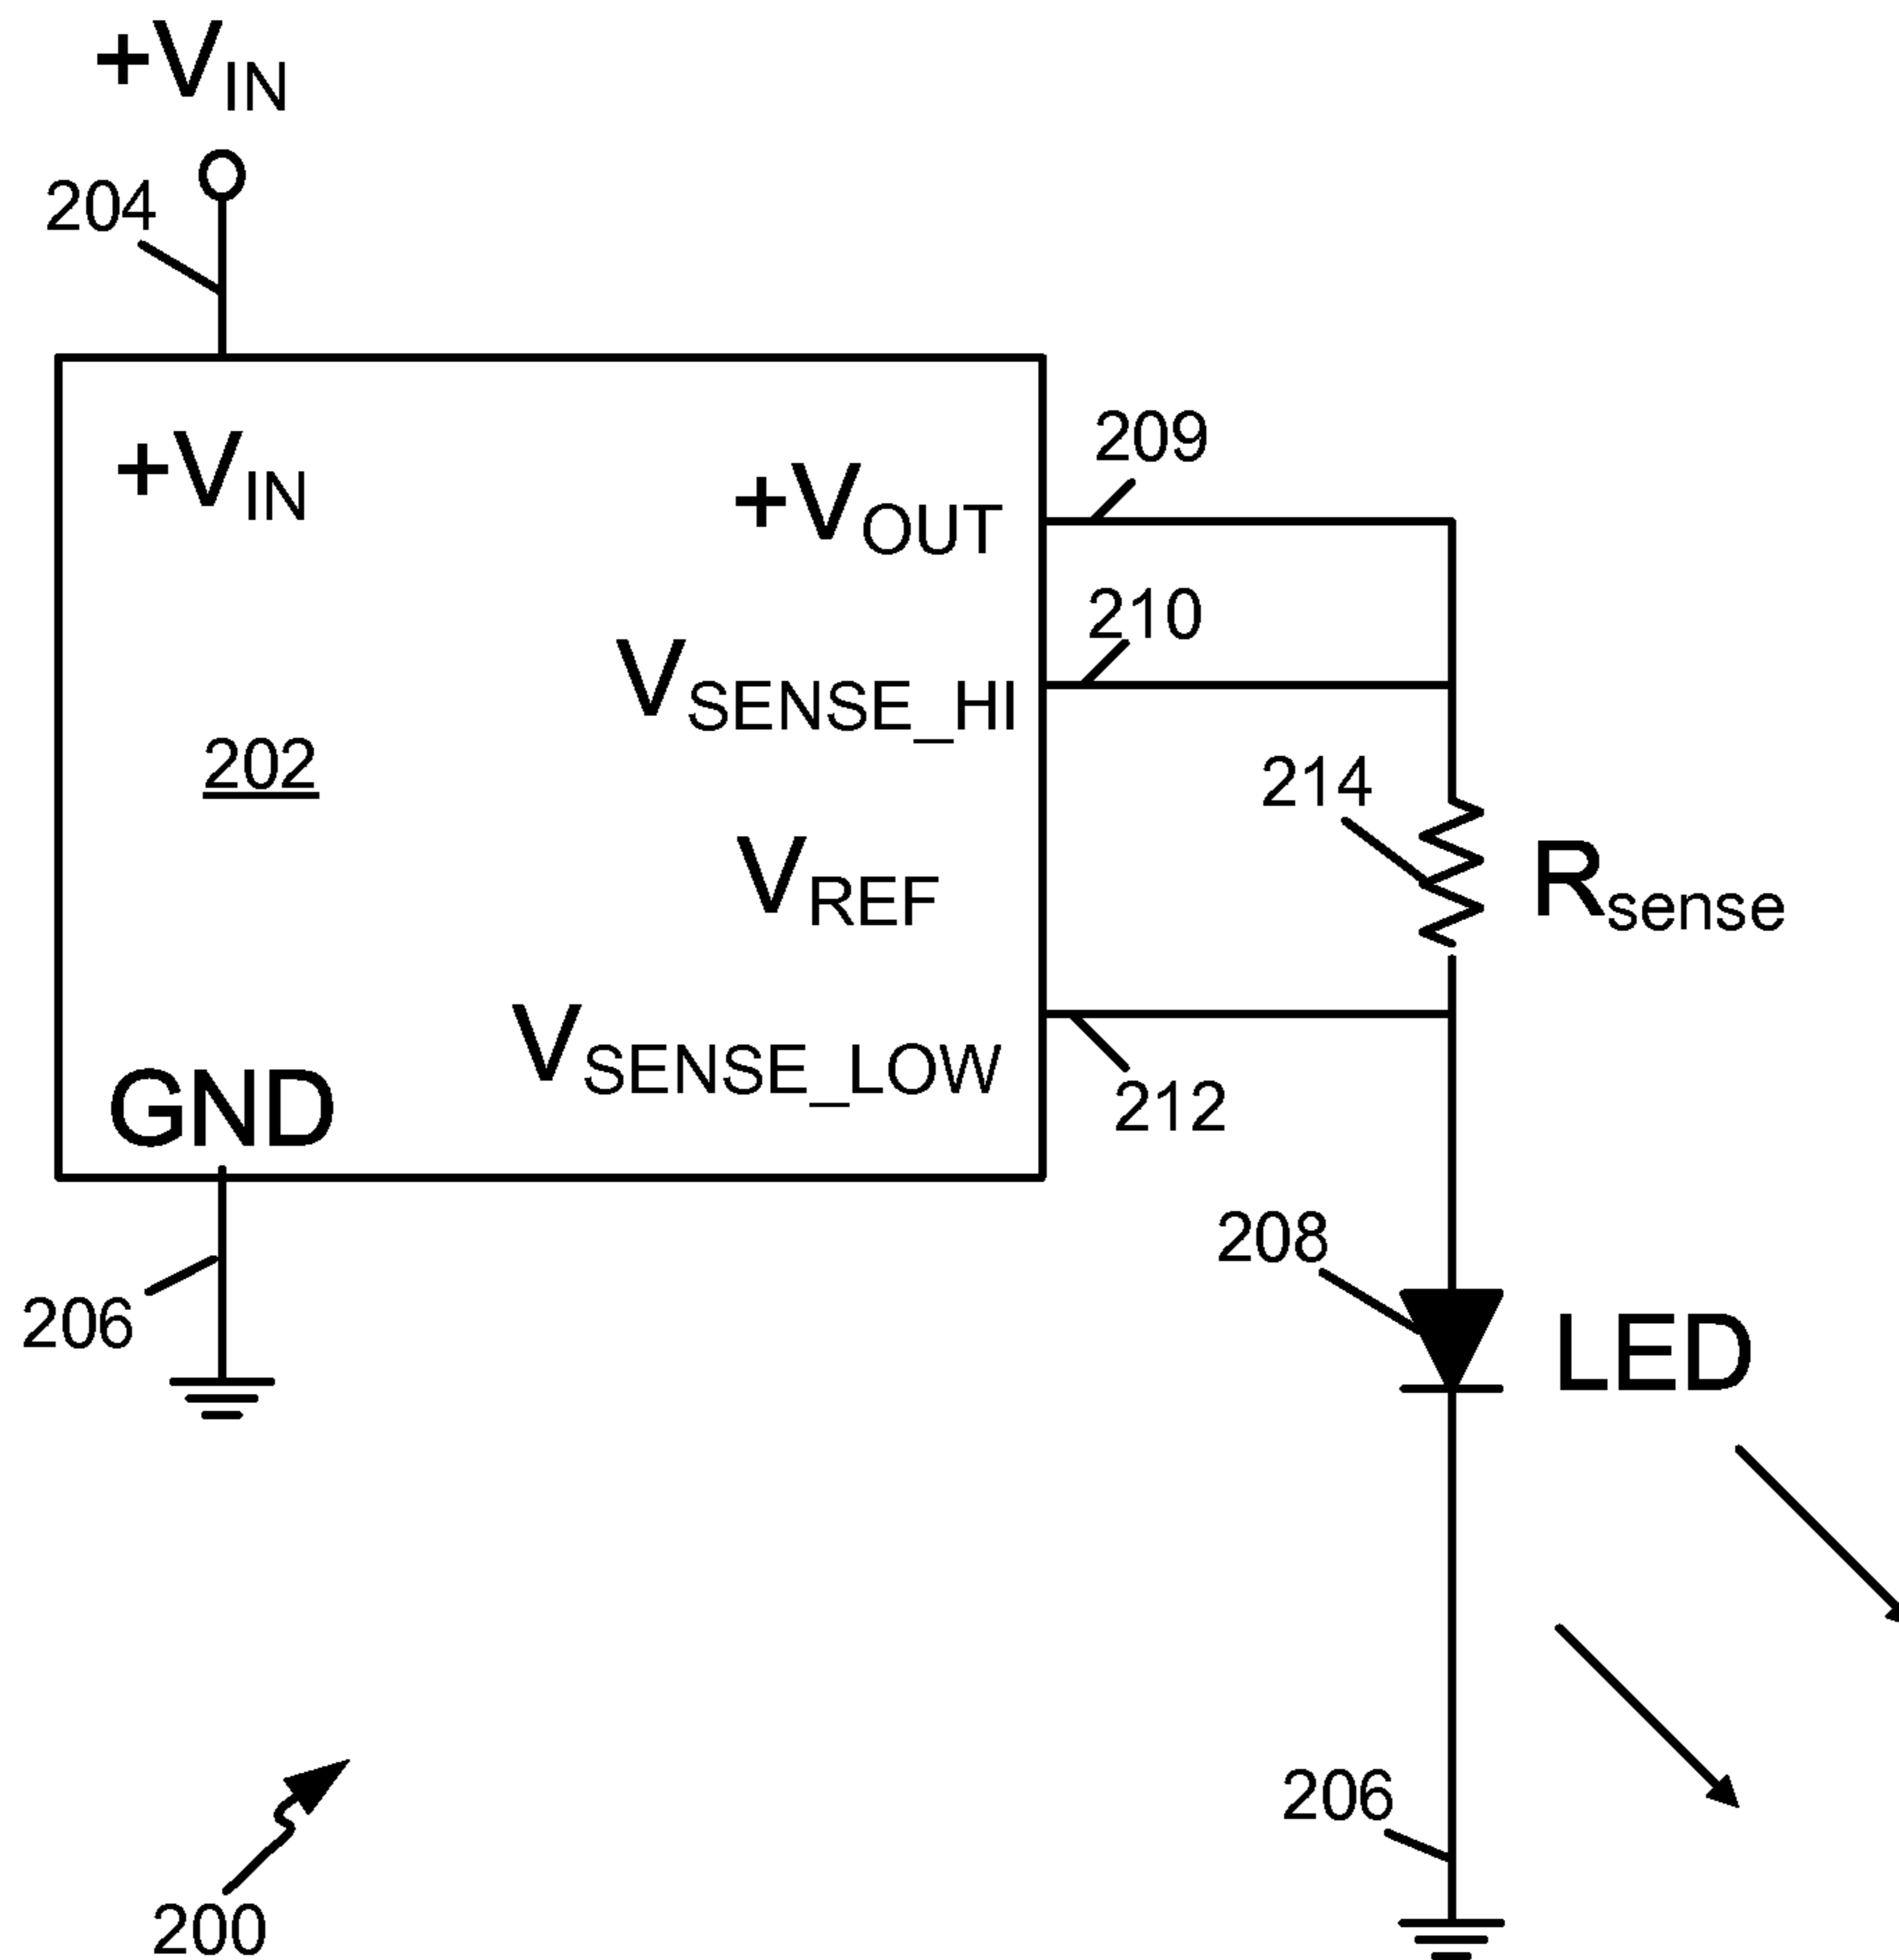 +VIN
204
+VIN
209
+VOUT
210
VSENSE_HI
202
214
Rsense
VREF
VSENSE_LOW
GND
212
208
206
LED
206
200